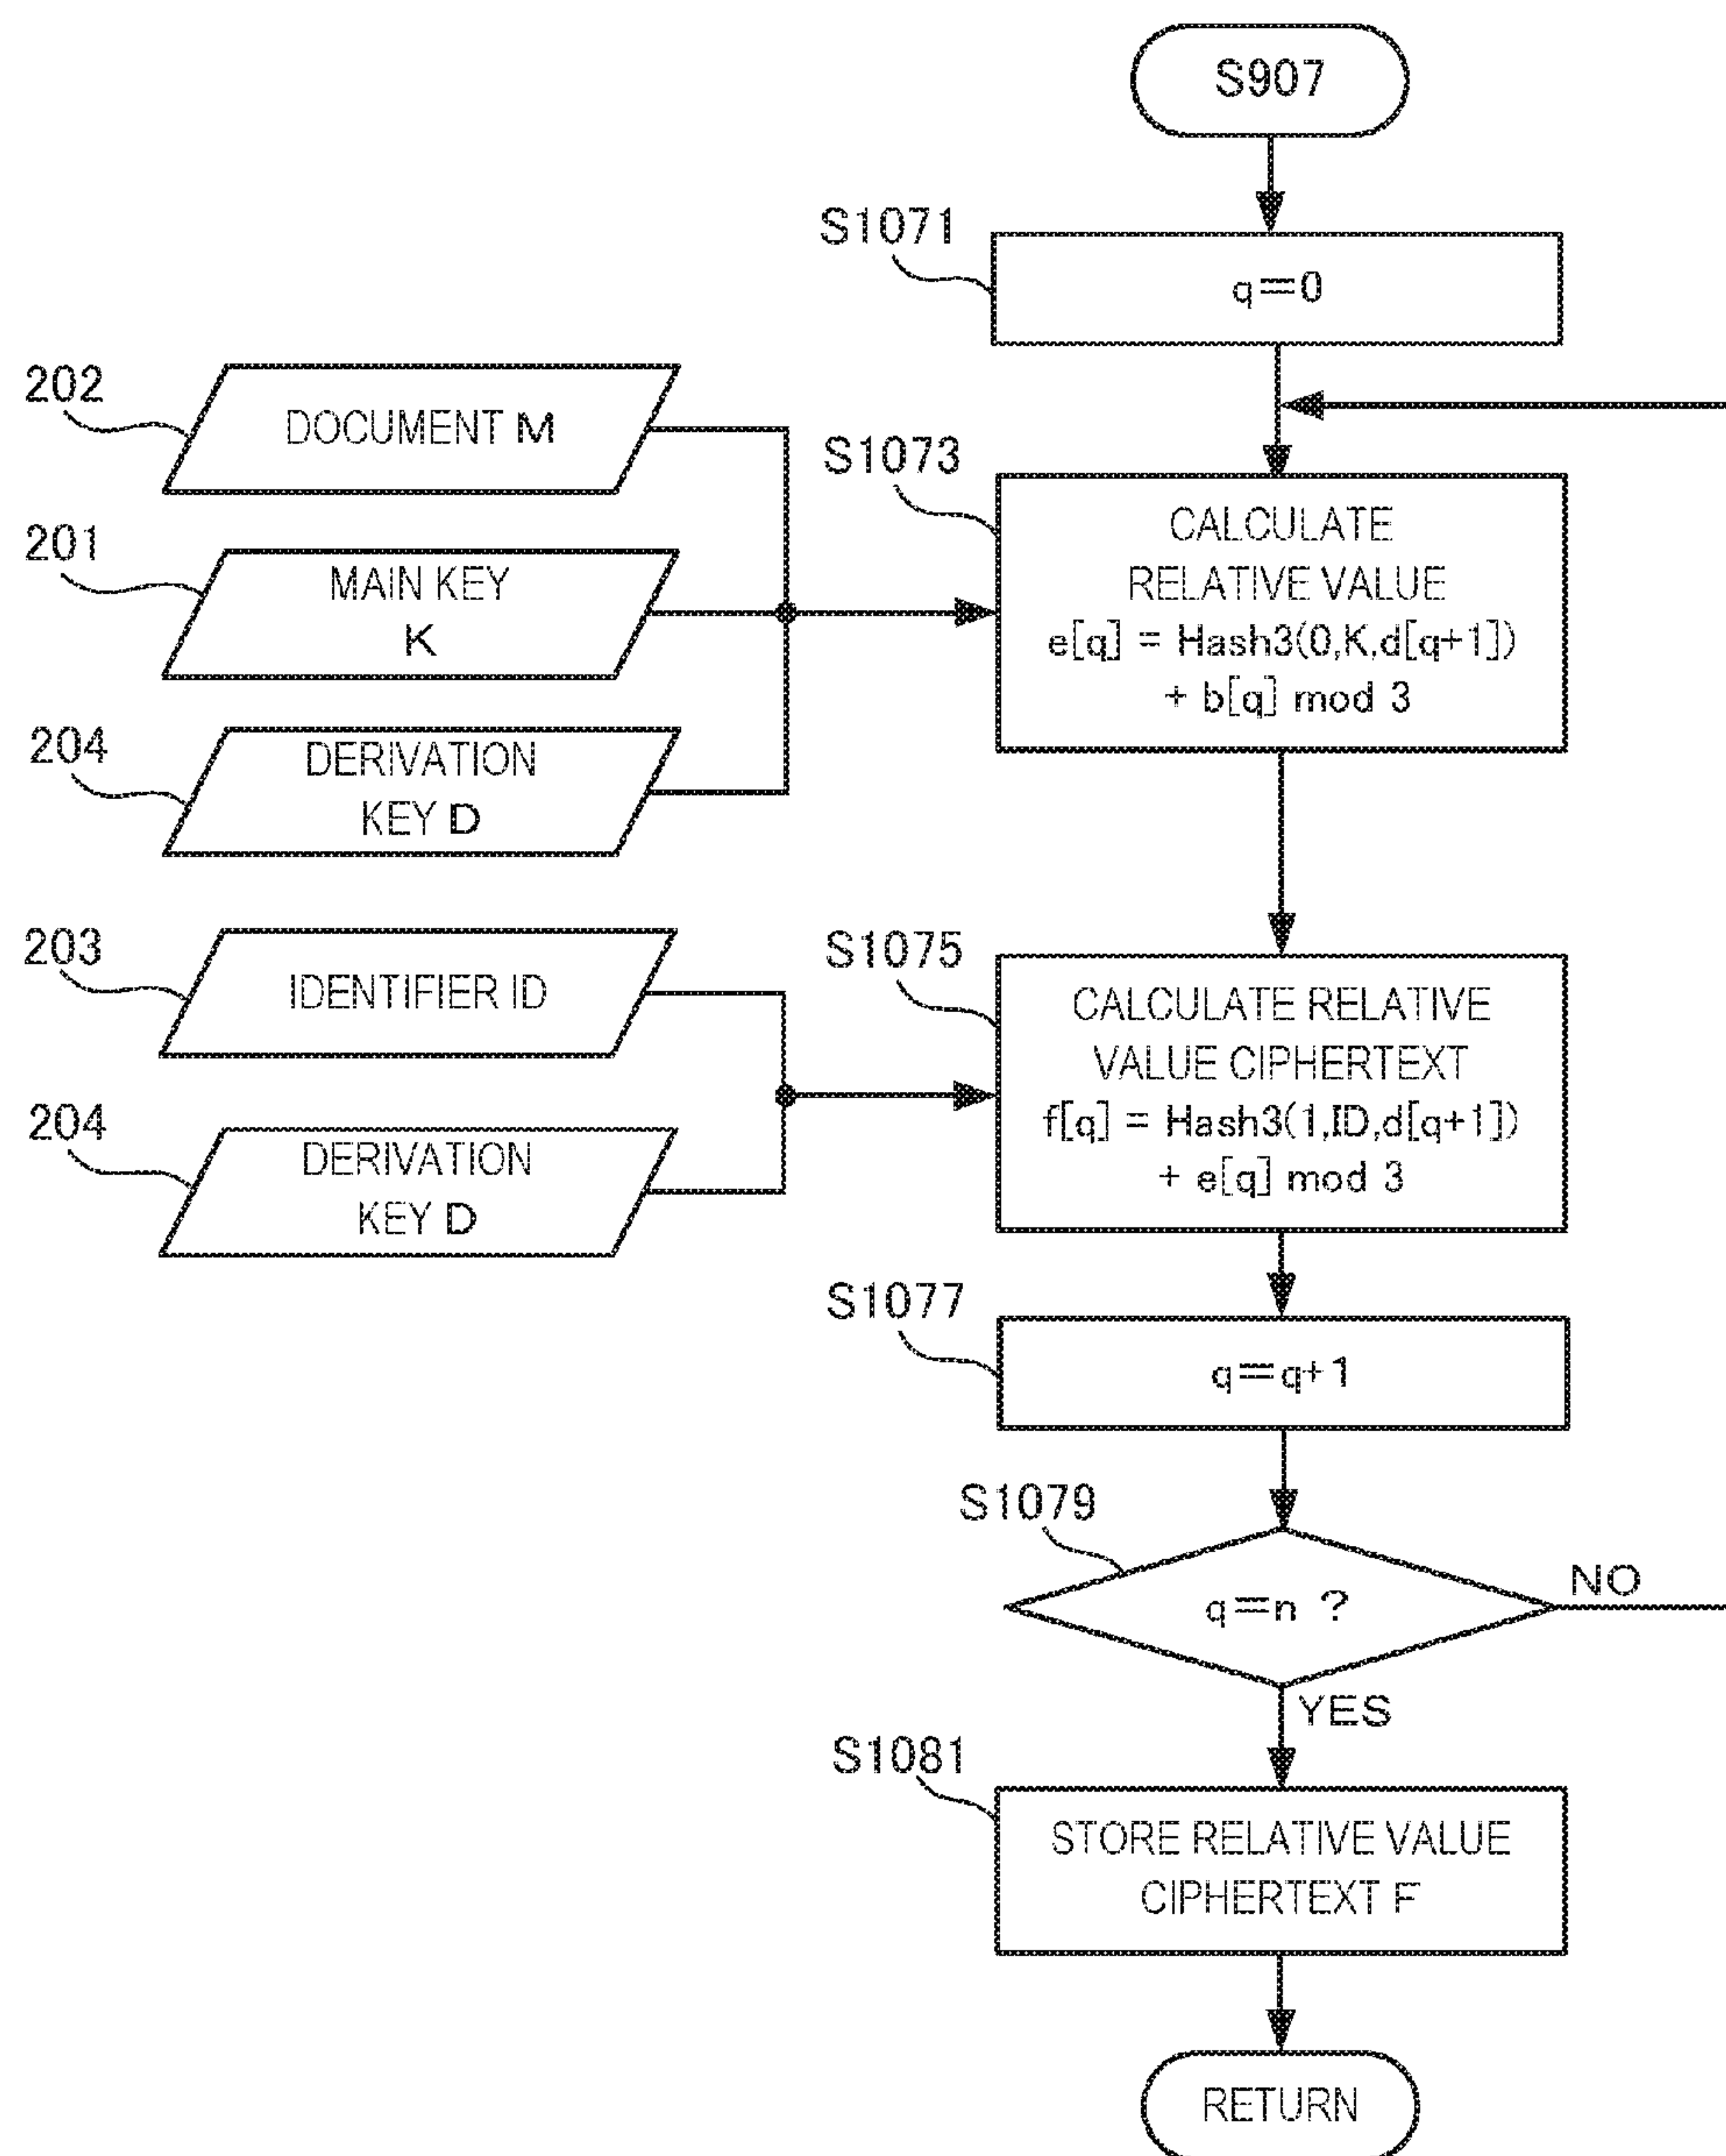 S907
S1071
q=0
202
DOCUMENT M
S1073
CALCULATE
RELATIVE VALUE
e[q] = Hash3(0,K,d[q+1])
+ b[q] mod 3
201
MAIN KEY
K
204
DERIVATION
KEY D
203
IDENTIFIER ID
S1075
CALCULATE RELATIVE
VALUE CIPHERTEXT
f[q] = Hash3(1,ID,d[q+1])
+ e[q] mod 3
204
DERIVATION
KEY D
S1077
q=q+1
S1079
q=n ?
NO
YES
S1081
STORE RELATIVE VALUE
CIPHERTEXT F
RETURN